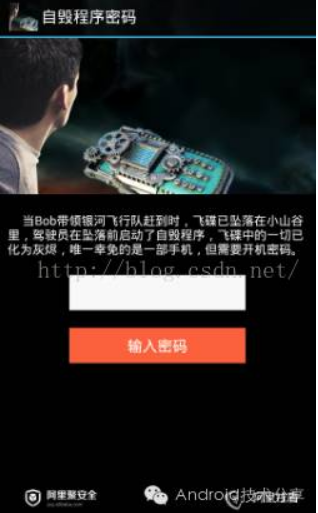 自毁程序密码
当Bob带领银河飞行队赶到时，飞碟已坠落在小山谷
里，驾驶员在坠落前启动了自毁程序，飞碟中的一切已
化为灰烬，唯一幸免的是一部手机，但需要开机密码。
http://blog.csdn.net/
输入密码
阿里聚安全
Android技术分享